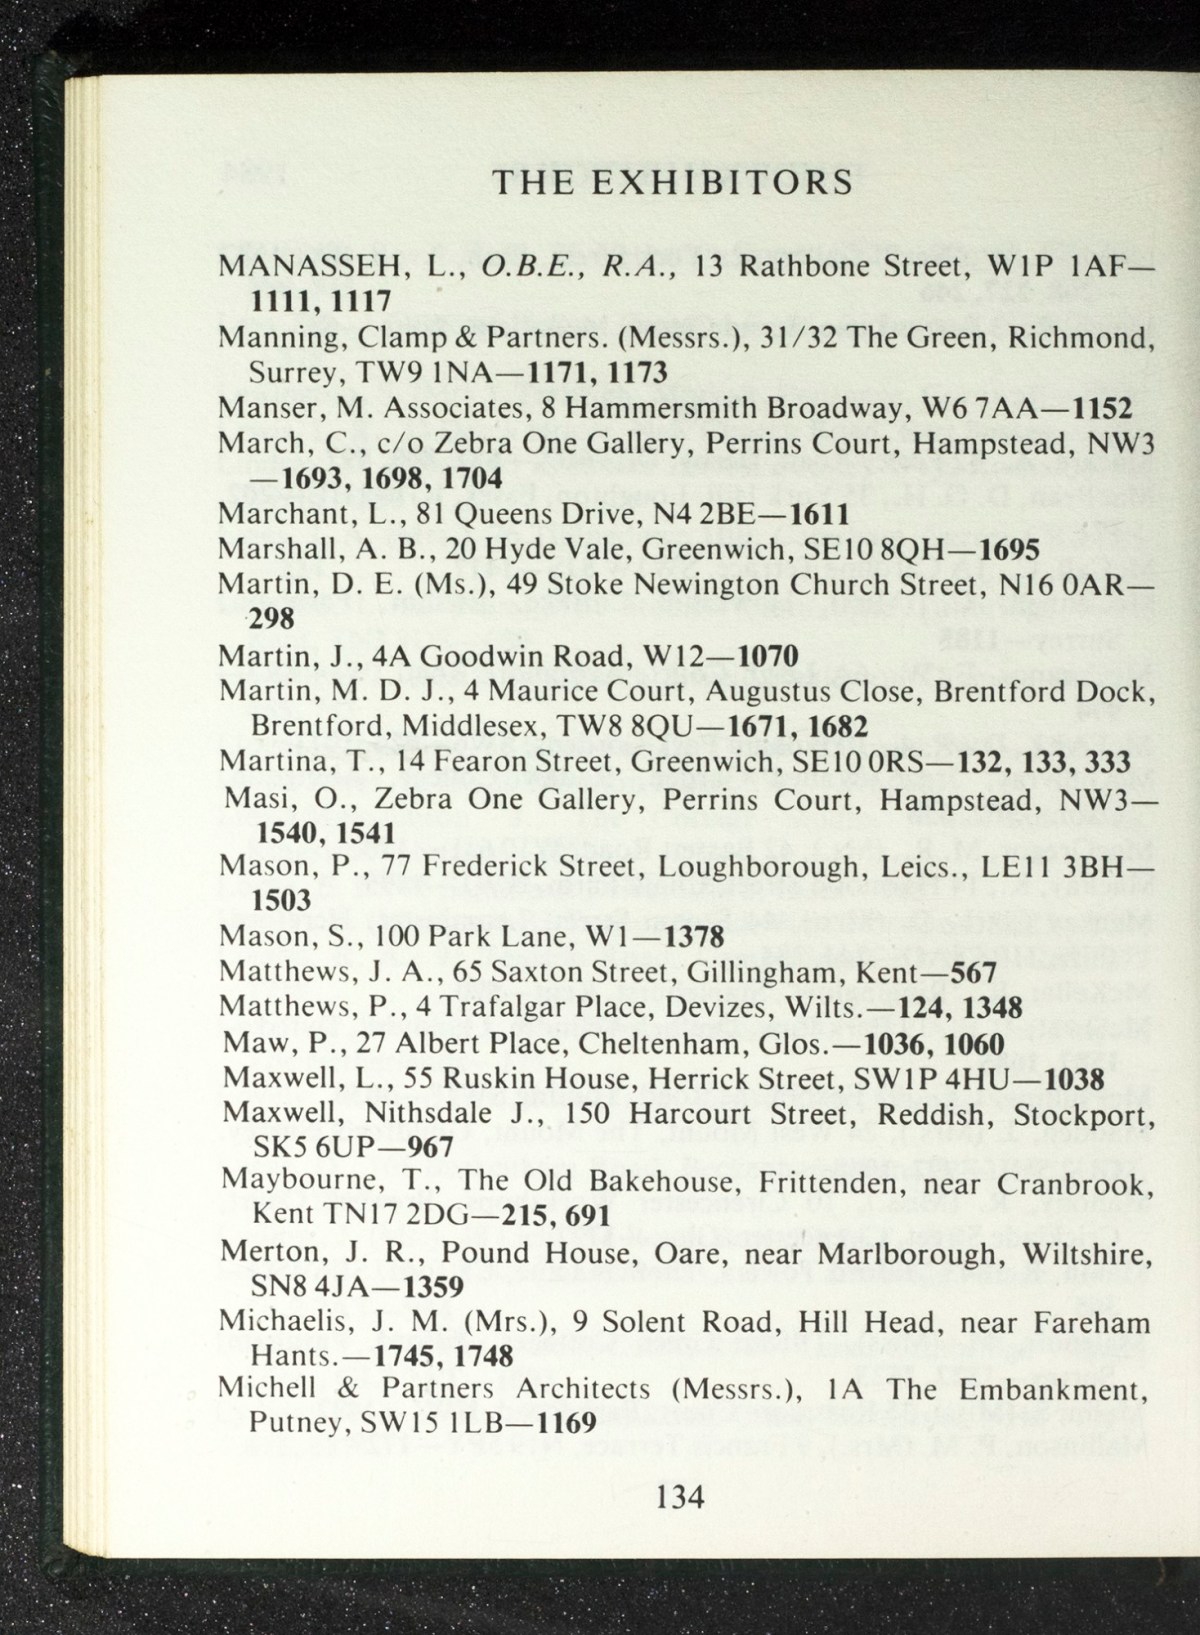 THE EXHIBITORS
MANASSEH, L., O.B.E., R.A., 13 Rathbone Street, W1P 1AF—
1111, 1117
Manning, Clamp & Partners. (Messrs.), 31/32 The Green, Richmond,
Surrey, TW9 1NA—1171, 1173
Manser, M. Associates, 8 Hammersmith Broadway, W6 7AA—1152
March, C., c/o Zebra One Gallery, Perrins Court, Hampstead, NW3
—1693, 1698, 1704
Marchant, L., 81 Queens Drive, N4 2BE—1611
Marshall, A. B., 20 Hyde Vale, Greenwich, SE10 8QH—1695
Martin, D. E. (Ms.), 49 Stoke Newington Church Street, N16 0AR—
298
Martin, J., 4A Goodwin Road, W12—1070
Martin, M. D. J., 4 Maurice Court, Augustus Close, Brentford Dock,
Brentford, Middlesex, TW8 8QU—1671, 1682
Martina, T., 14 Fearon Street, Greenwich, SE10 0RS—132, 133, 333
Masi, O., Zebra One Gallery, Perrins Court, Hampstead, NW3—
1540, 1541
Mason, P., 77 Frederick Street, Loughborough, Leics., LE11 3BH—
1503
Mason, S., 100 Park Lane, W1—1378
Matthews, J. A., 65 Saxton Street, Gillingham, Kent—567
Matthews, P., 4 Trafalgar Place, Devizes, Wilts.—124, 1348
Maw, P., 27 Albert Place, Cheltenham, Glos.—1036, 1060
Maxwell, L., 55 Ruskin House, Herrick Street, SW1P 4HU—1038
Maxwell, Nithsdale J., 150 Harcourt Street, Reddish, Stockport,
SK5 6UP—967
Maybourne, T., The Old Bakehouse, Frittenden, near Cranbrook,
Kent TN17 2DG—215, 691
Merton, J. R., Pound House, Oare, near Marlborough, Wiltshire,
SN8 4JA—1359
Michaelis, J. M. (Mrs.), 9 Solent Road, Hill Head, near Fareham
Hants.—1745, 1748
Michell & Partners Architects (Messrs.), 1A The Embankment,
Putney, SW15 1LB—1169
134